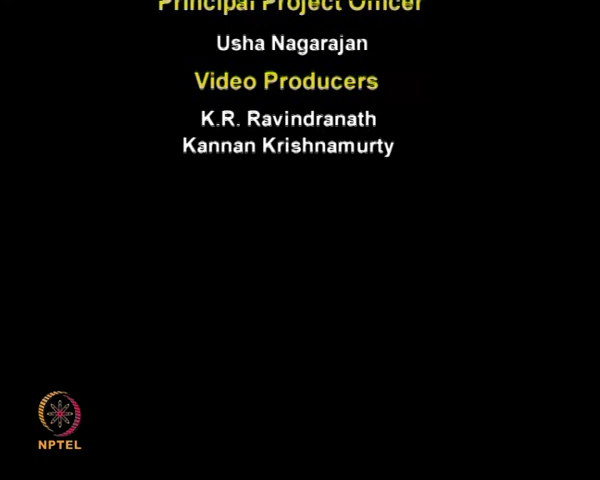 Principal Project Officer
Usha Nagarajan
Video Producers
K.R. Ravindranath
Kannan Krishnamurty
NPTEL